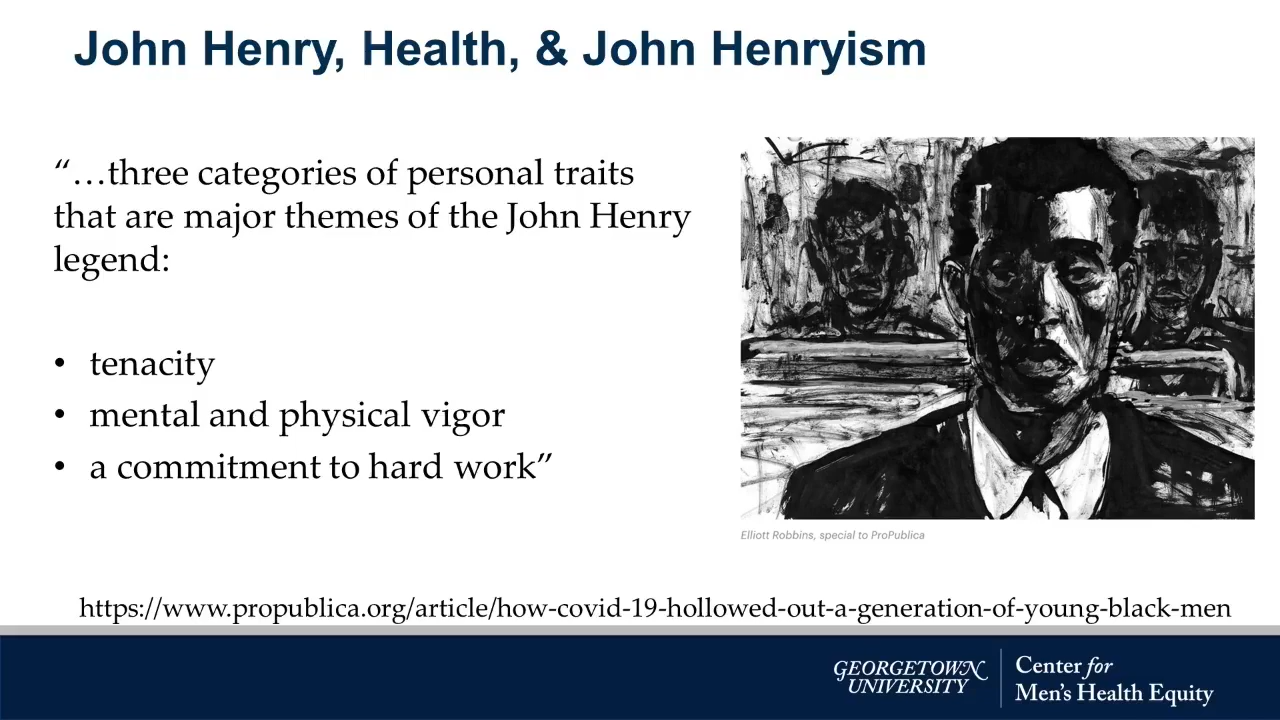 John Henry, Health, & John Henryism
“…three categories of personal traits
that are major themes of the John Henry
legend:
• tenacity
• mental and physical vigor
• a commitment to hard work”
Elliott Robbins, special to ProPublica
https://www.propublica.org/article/how-covid-19-hollowed-out-a-generation-of-young-black-men
GEORGETOWN
UNIVERSITY
Center for
Men’s Health Equity